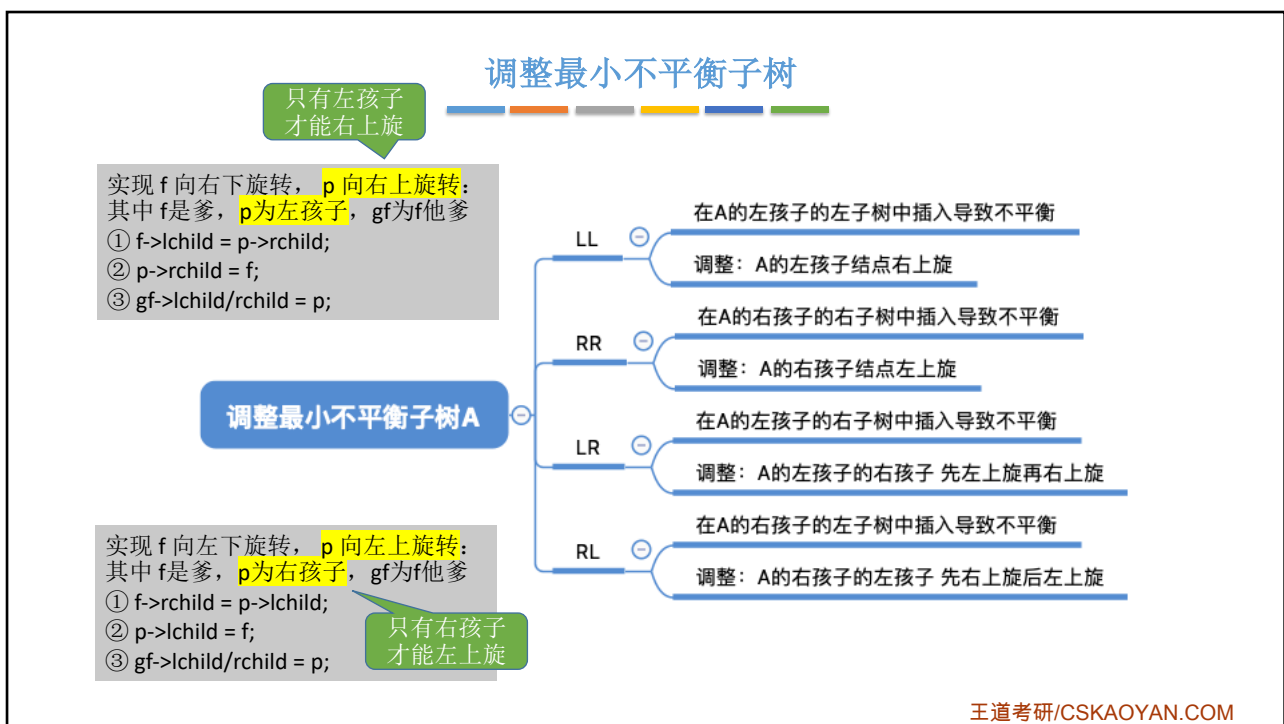 调整最小不平衡子树
只有左孩子
才能右上旋
实现 f 向右下旋转， p 向右上旋转：
其中 f是爹，p为左孩子，gf为f他爹
① f->lchild = p->rchild;
② p->rchild = f;
③ gf->lchild/rchild = p;
调整最小不平衡子树A
LL
在A的左孩子的左子树中插入导致不平衡
调整：A的左孩子结点右上旋
RR
在A的右孩子的右子树中插入导致不平衡
调整：A的右孩子结点左上旋
LR
在A的左孩子的右子树中插入导致不平衡
调整：A的左孩子的右孩子 先左上旋再右上旋
RL
在A的右孩子的左子树中插入导致不平衡
调整：A的右孩子的左孩子 先右上旋后左上旋
实现 f 向左下旋转， p 向左上旋转：
其中 f是爹，p为右孩子，gf为f他爹
① f->rchild = p->lchild;
② p->lchild = f;
③ gf->lchild/rchild = p;
只有右孩子
才能左上旋
王道考研/CSKAOYAN.COM